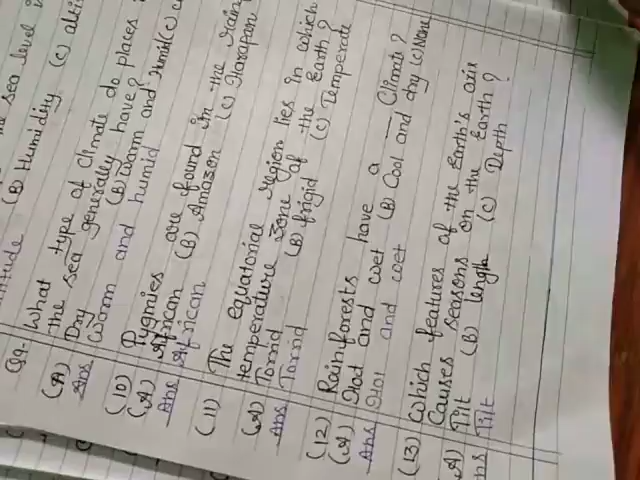 he sea level
titude (B) Humidity (C) alti
Q9- What type of Climate do places
the sea generally have?
(A) Dry (B) Warm and humid (C) c
Ans Warm and humid
(10) Pygmies are found in the rain
(A) African (B) Amazon (C) Harapan
Ans African
(11) The equatorial region lies in which
temperature zone of the Earth?
(A) Torrid (B) frigid (C) Temperate
Ans Torrid
(12) Rainforests have a — Climate?
(A) Hot and wet (B) Cool and dry (c) None
Ans Hot and wet
(13) Which features of the Earth's axis
Causes seasons on the Earth?
A) Tilt (B) length (C) Depth
ns Tilt